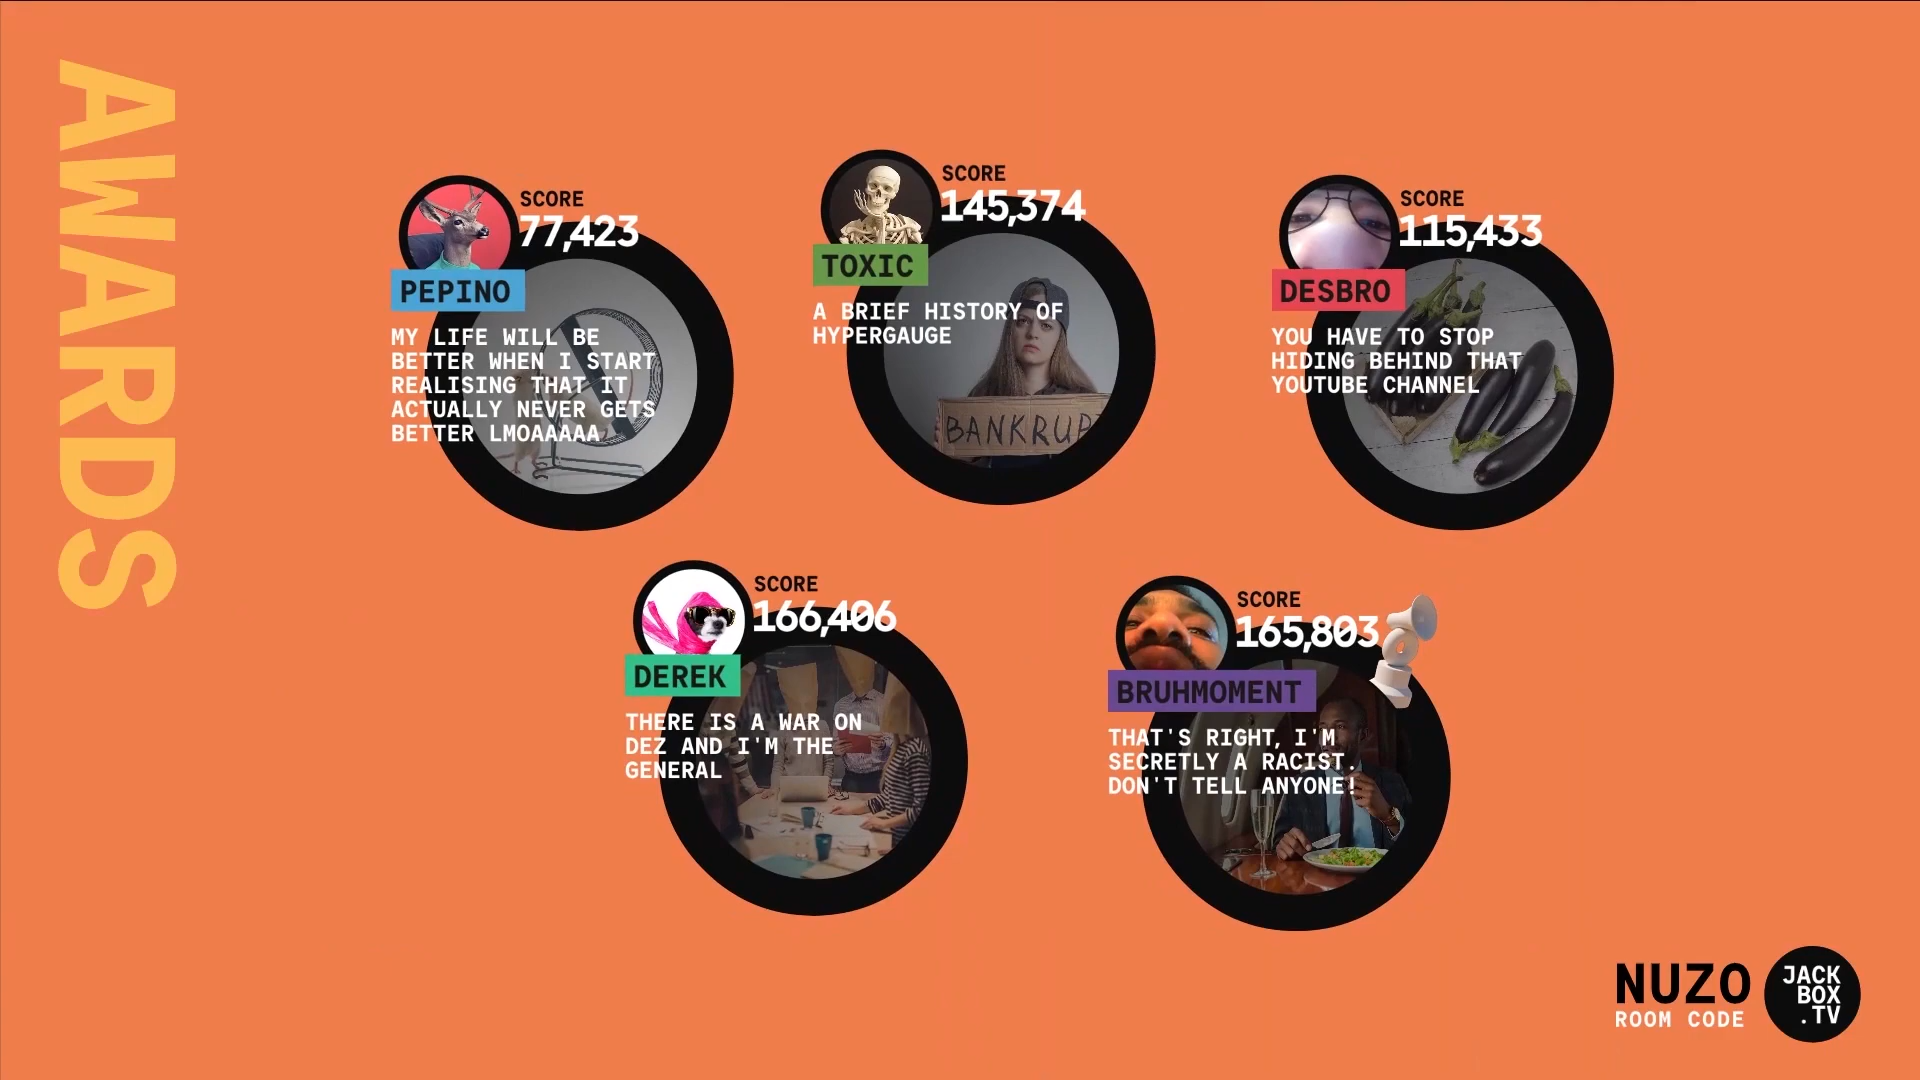 AWARDS
SCORE
77,423
PEPINO
MY LIFE WILL BE
BETTER WHEN I START
REALISING THAT IT
ACTUALLY NEVER GETS
BETTER LMOAAAAA
SCORE
145,374
TOXIC
A BRIEF HISTORY OF
HYPERGAUGE
BANKRUPT
SCORE
115,433
DESBRO
YOU HAVE TO STOP
HIDING BEHIND THAT
YOUTUBE CHANNEL
SCORE
166,406
DEREK
THERE IS A WAR ON
DEZ AND I'M THE
GENERAL
SCORE
165,803
BRUHMOMENT
THAT'S RIGHT, I'M
SECRETLY A RACIST.
DON'T TELL ANYONE!
NUZO
ROOM CODE
JACK
BOX
.TV